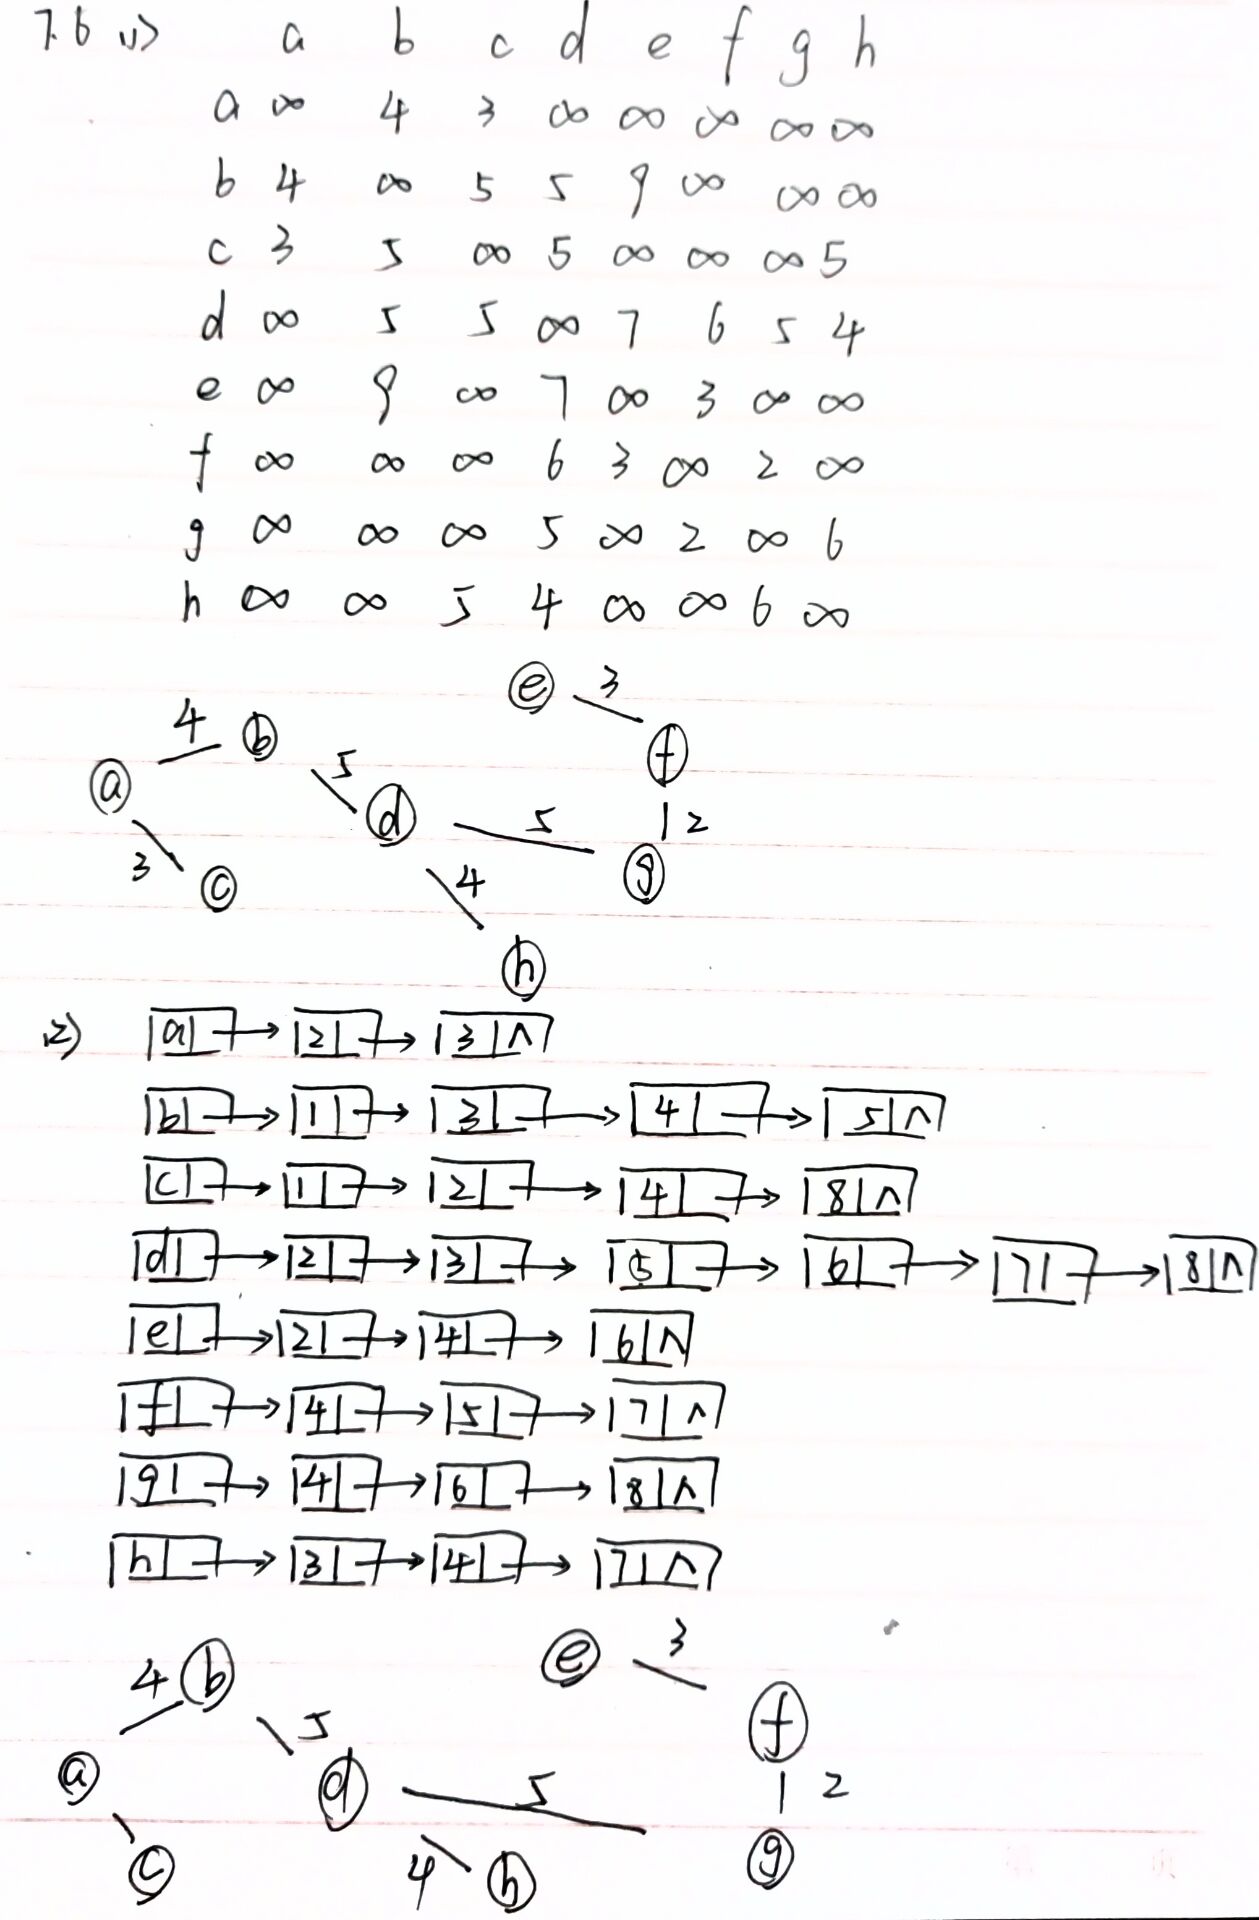 7.6 (1) a b c d e f g h
a ∞ 4 3 ∞ ∞ ∞ ∞ ∞
b 4 ∞ 5 5 9 ∞ ∞ ∞
c 3 5 ∞ 5 ∞ ∞ ∞ 5
d ∞ 5 5 ∞ 7 6 5 4
e ∞ 9 ∞ 7 ∞ 3 ∞ ∞
f ∞ ∞ ∞ 6 3 ∞ 2 ∞
g ∞ ∞ ∞ 5 ∞ 2 ∞ 6
h ∞ ∞ 5 4 ∞ ∞ 6 ∞
e 3
4 b f
a 5 d 5 2
3 c 4 g
h
(2) a → 2 → 3 ∧
b → 1 → 3 → 4 → 5 ∧
c → 1 → 2 → 4 → 8 ∧
d → 2 → 3 → 5 → 6 → 7 → 8 ∧
e → 2 → 4 → 6 ∧
f → 4 → 5 → 7 ∧
g → 4 → 6 → 8 ∧
h → 3 → 4 → 7 ∧
4 b e 3
5 f
a d 5 2
c 4 h g